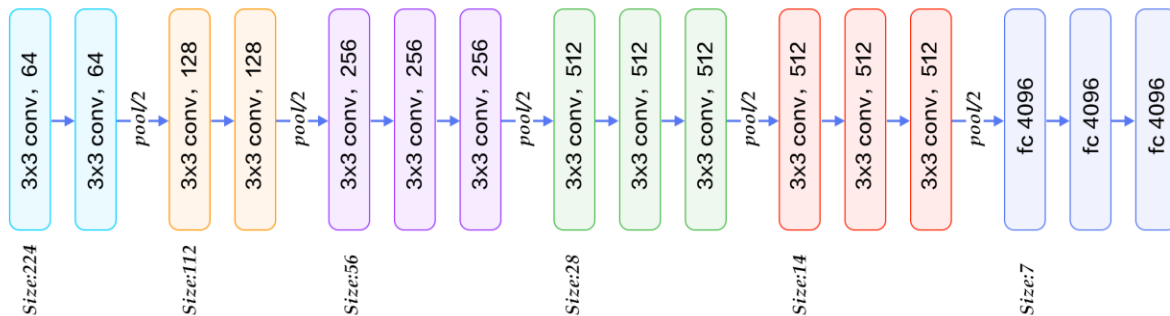 3x3 conv, 64
3x3 conv, 64
pool/2
3x3 conv, 128
3x3 conv, 128
pool/2
3x3 conv, 256
3x3 conv, 256
3x3 conv, 256
pool/2
3x3 conv, 512
3x3 conv, 512
3x3 conv, 512
pool/2
3x3 conv, 512
3x3 conv, 512
3x3 conv, 512
pool/2
fc 4096
fc 4096
fc 4096
Size:224
Size:112
Size:56
Size:28
Size:14
Size:7